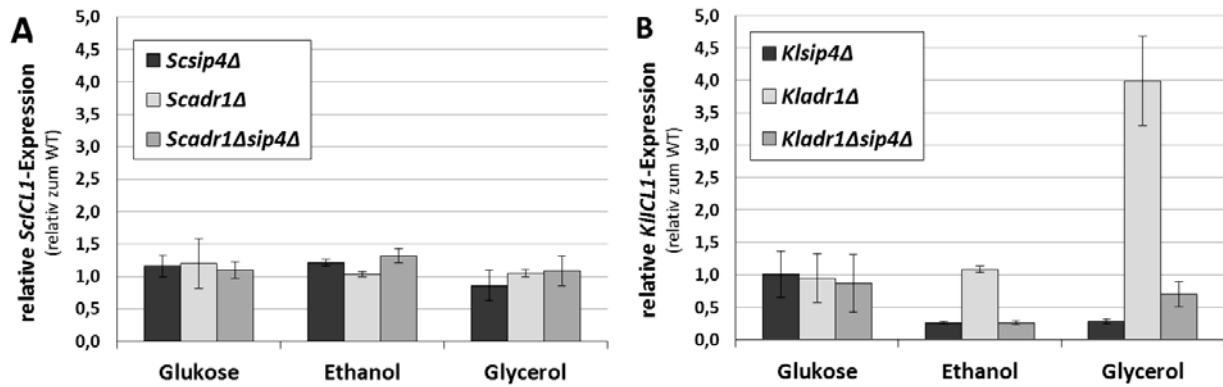 A
relative ScICL1-Expression
(relativ zum WT)
5,0
4,5
4,0
3,5
3,0
2,5
2,0
1,5
1,0
0,5
0,0
Scsip4Δ
Scadr1Δ
Scadr1Δsip4Δ
Glukose Ethanol Glycerol
B
relative KlICL1-Expression
(relativ zum WT)
5,0
4,5
4,0
3,5
3,0
2,5
2,0
1,5
1,0
0,5
0,0
Klsip4Δ
Kladr1Δ
Kladr1Δsip4Δ
Glukose Ethanol Glycerol